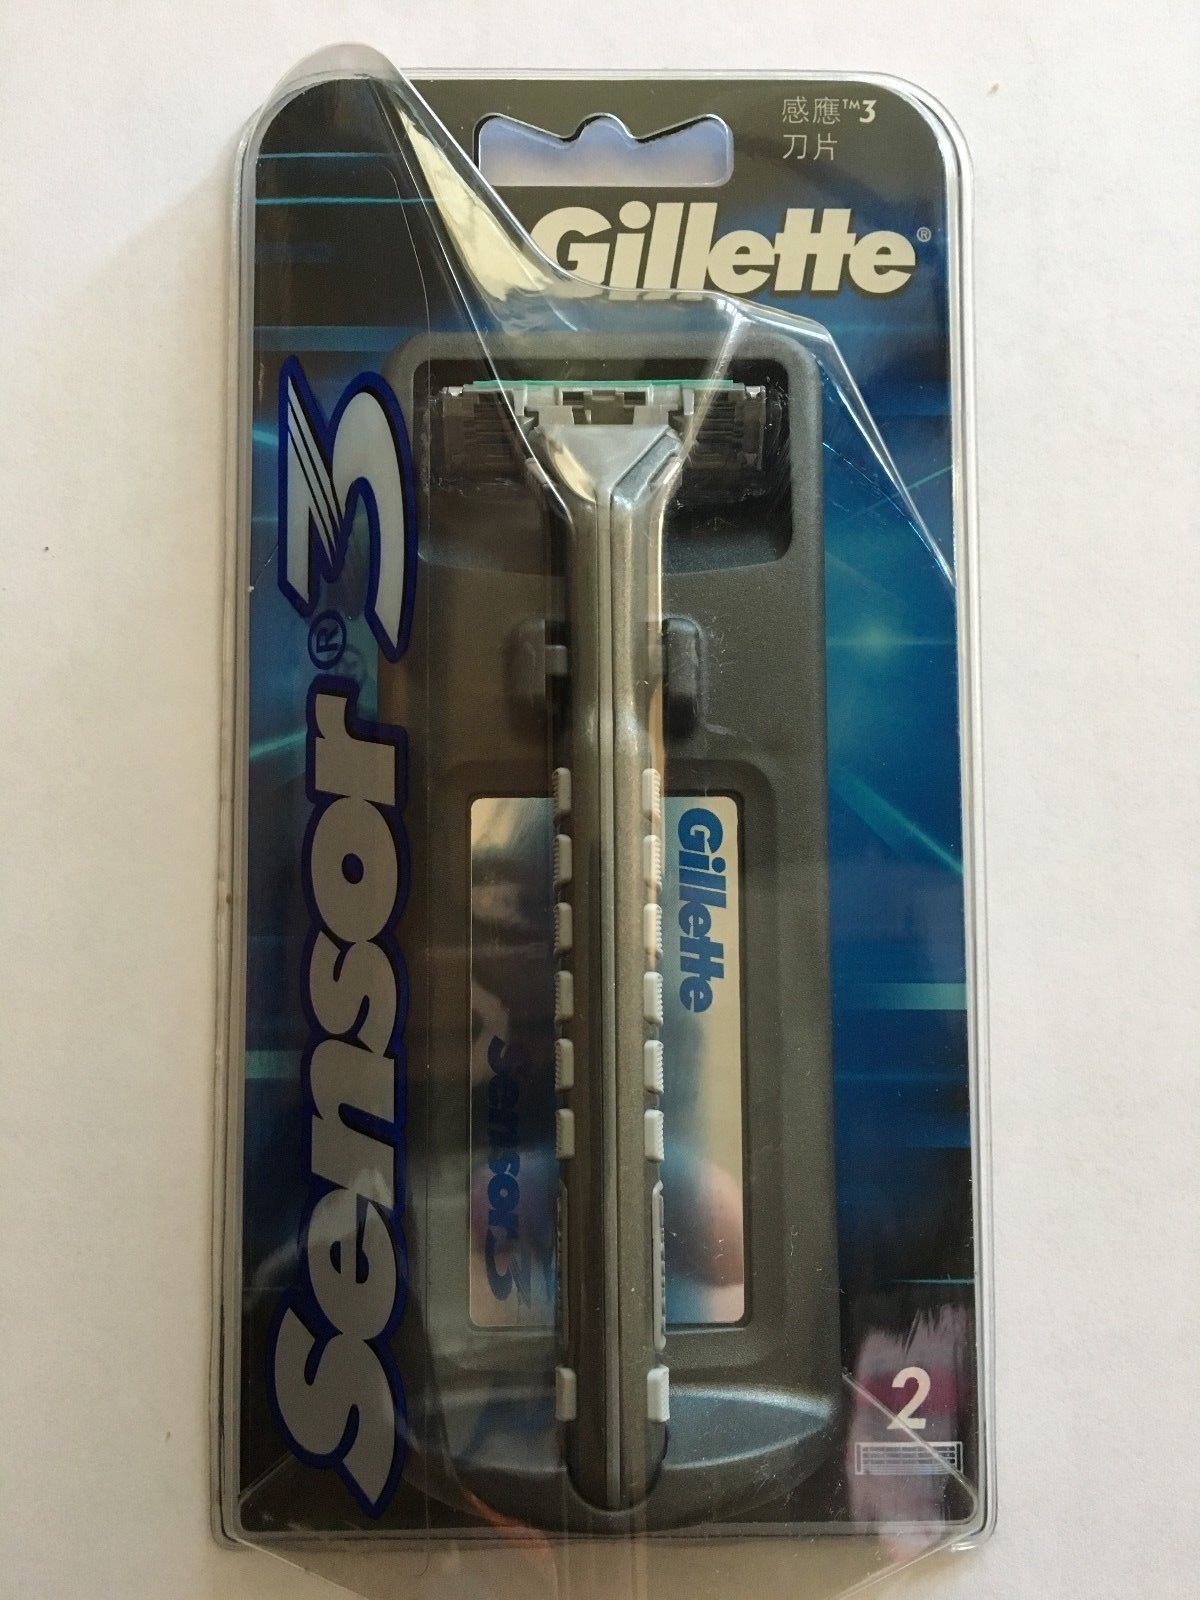 感應™3
刀片
Gillette®
Sensor®3
Gillette
Sensor3
2